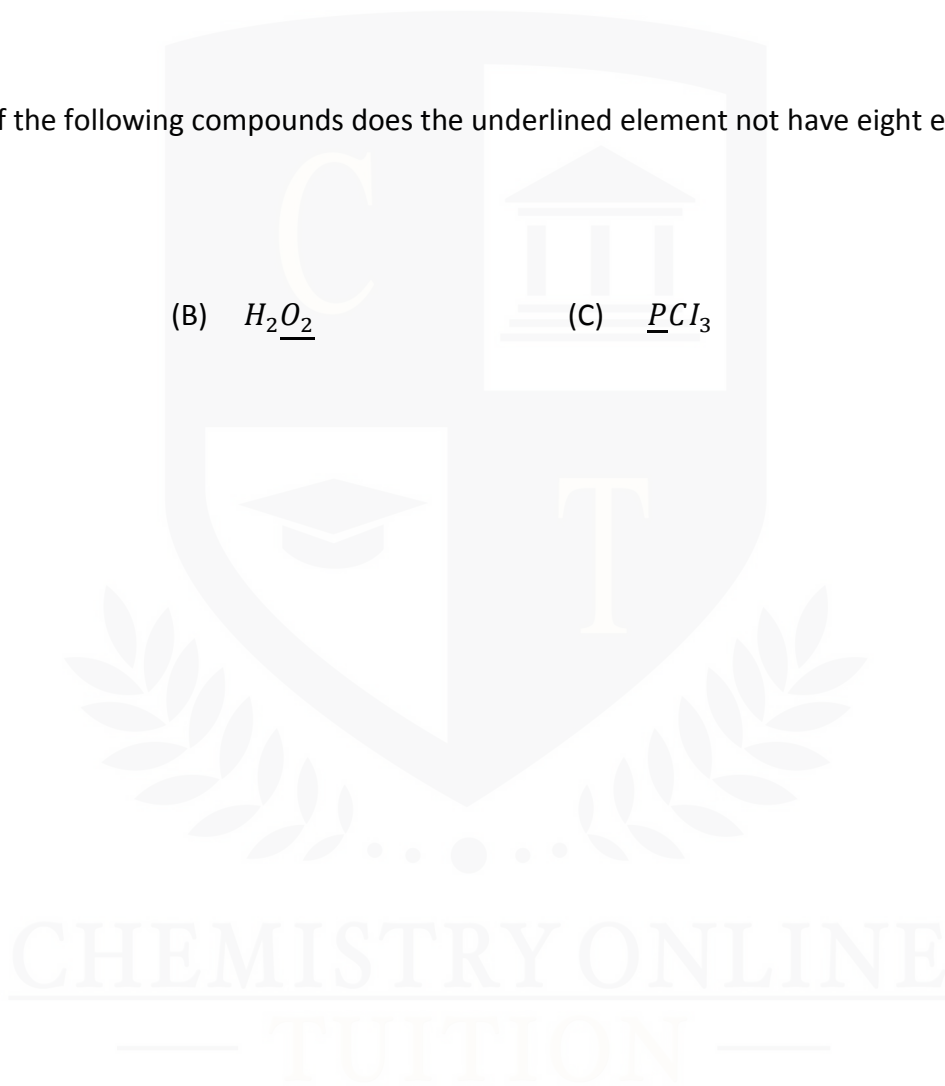 f the following compounds does the underlined element not have eight e
(B) H₂O₂ (C) PCI₃
C
T
CHEMISTRY ONLINE
TUITION